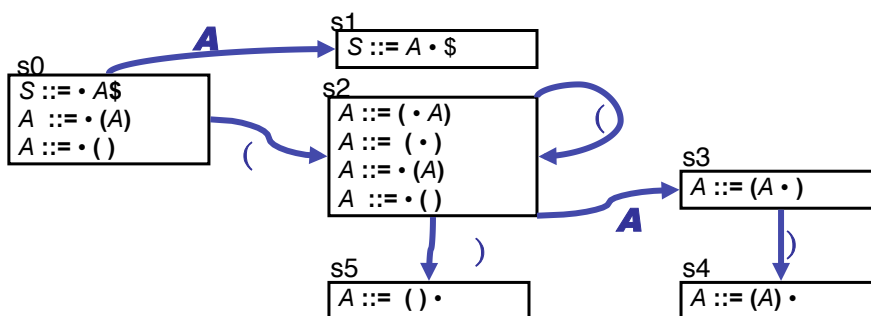 s1
A
S ::= A • $
s0
S ::= • A$
A ::= • (A)
A ::= • ( )
(
s2
A ::= ( • A)
A ::= ( • )
A ::= • (A)
A ::= • ( )
(
A
s3
A ::= (A • )
)
)
s5
A ::= ( ) •
s4
A ::= (A) •